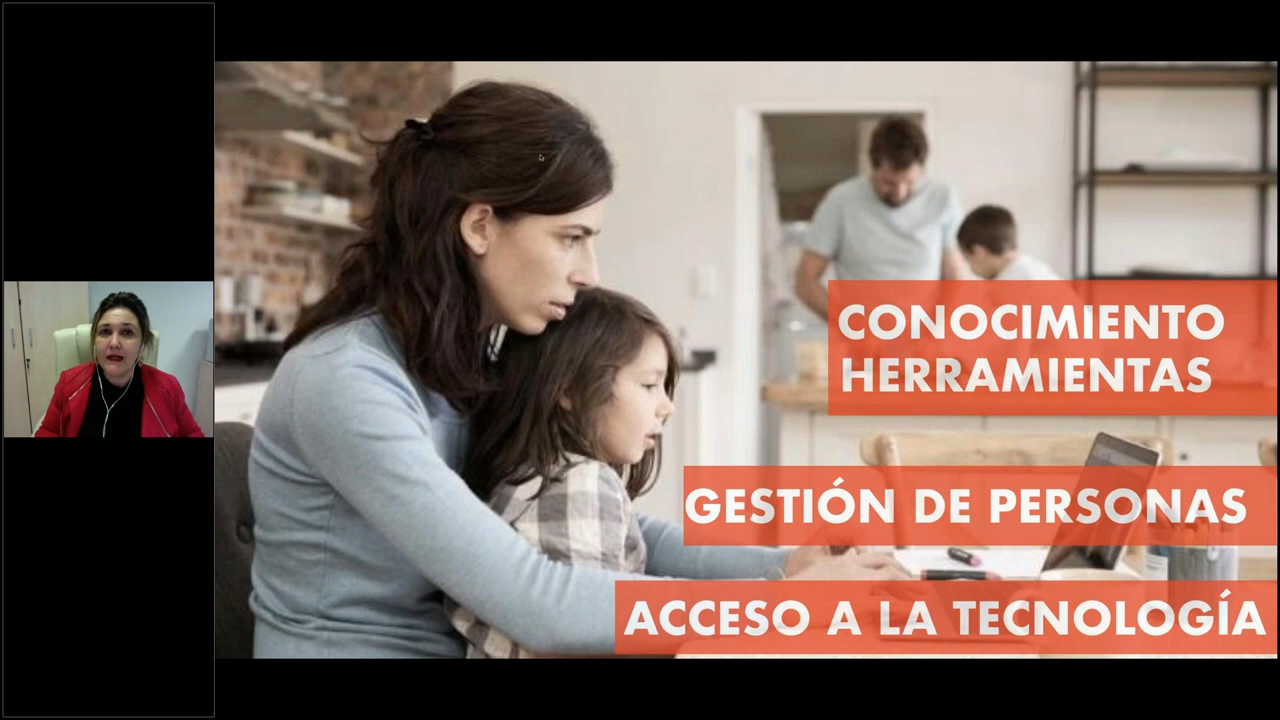 CONOCIMIENTO
HERRAMIENTAS
GESTIÓN DE PERSONAS
ACCESO A LA TECNOLOGÍA